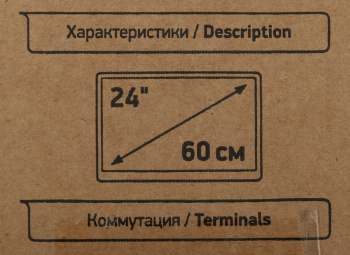 Характеристики / Description
24"
60 см
Коммутация / Terminals